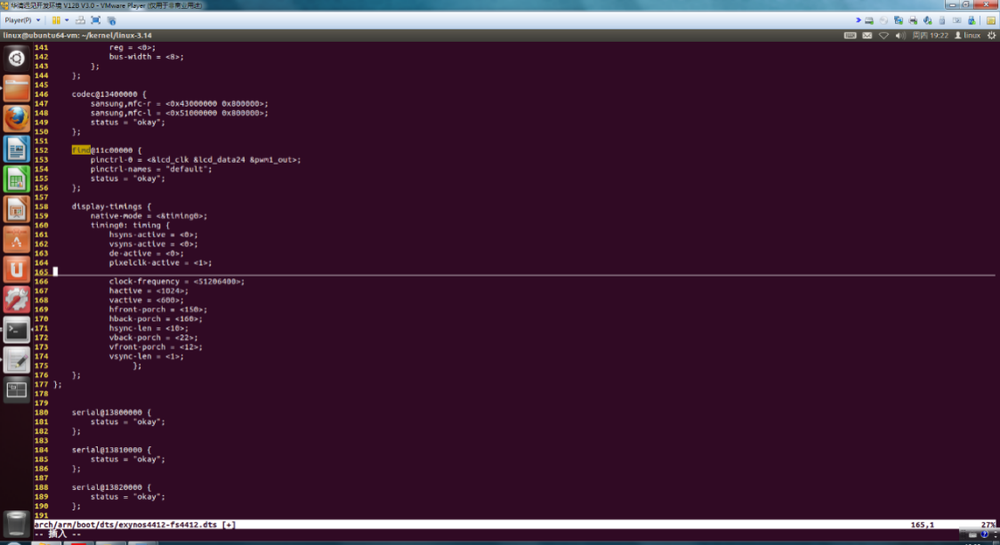 华清远见开发环境 V12B V3.0 - VMware Player (仅用于非商业用途)
Player(P)
linux@ubuntu64-vm: ~/kernel/linux-3.14
周四 19:22 linux
141 reg = <0>;
142 bus-width = <8>;
143 };
144 };
145
146 codec@13400000 {
147 samsung,mfc-r = <0x43000000 0x800000>;
148 samsung,mfc-l = <0x51000000 0x800000>;
149 status = "okay";
150 };
151
152 fimd@11c00000 {
153 pinctrl-0 = <&lcd_clk &lcd_data24 &pwm1_out>;
154 pinctrl-names = "default";
155 status = "okay";
156 };
157
158 display-timings {
159 native-mode = <&timing0>;
160 timing0: timing {
161 hsyns-active = <0>;
162 vsyns-active = <0>;
163 de-active = <0>;
164 pixelclk-active = <1>;
165
166 clock-frequency = <51206400>;
167 hactive = <1024>;
168 vactive = <600>;
169 hfront-porch = <150>;
170 hback-porch = <160>;
171 hsync-len = <10>;
172 vback-porch = <22>;
173 vfront-porch = <12>;
174 vsync-len = <1>;
175 };
176 };
177 };
178
179
180 serial@13800000 {
181 status = "okay";
182 };
183
184 serial@13810000 {
185 status = "okay";
186 };
187
188 serial@13820000 {
189 status = "okay";
190 };
191
arch/arm/boot/dts/exynos4412-fs4412.dts [+] 165,1 27%
-- 插入 --